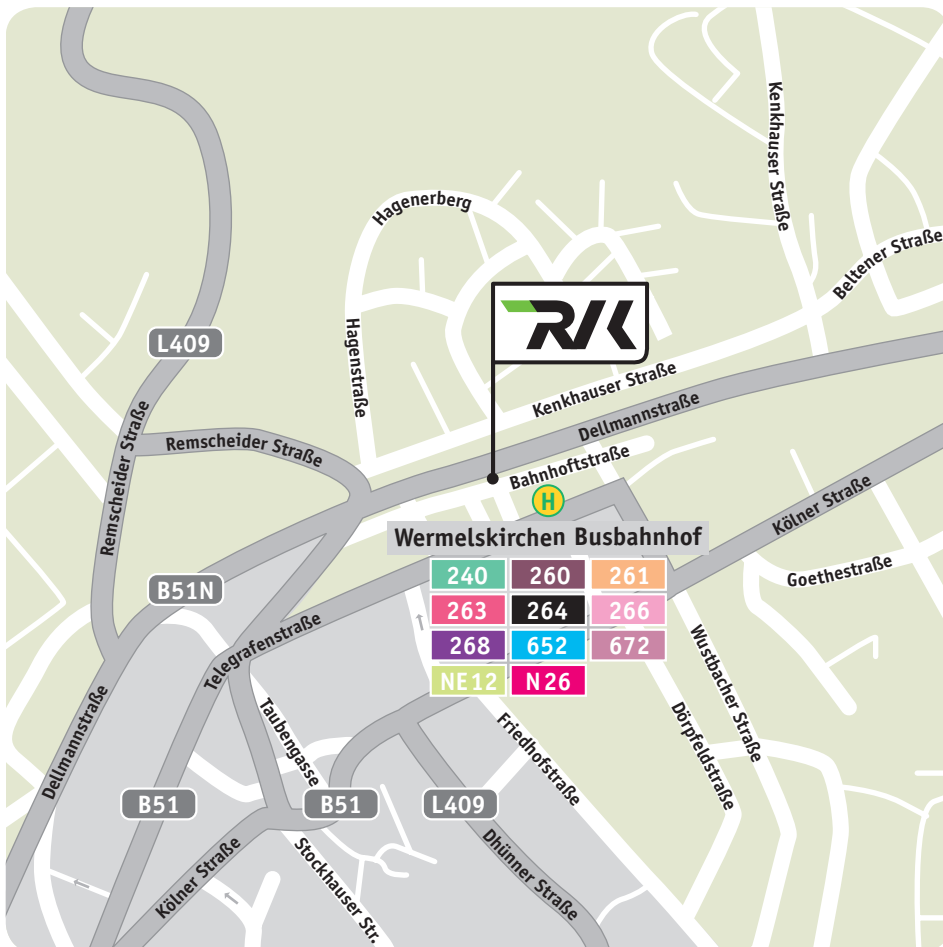 Kenkhauser Straße
Hagenerberg
Beltener Straße
RVK
L409
Hagenstraße
Kenkhauser Straße
Dellmannstraße
Remscheider Straße
Remscheider Straße
Bahnhoftstraße
H
Kölner Straße
Wermelskirchen Busbahnhof
240 260 261
263 264 266
268 652 672
NE12 N26
Goethestraße
B51N
Telegrafenstraße
Wustbacher Straße
Taubengasse
Dörpfeldstraße
Friedhofstraße
Dellmannstraße
B51
B51
L409
Kölner Straße
Stockhauser Str.
Dhünner Straße